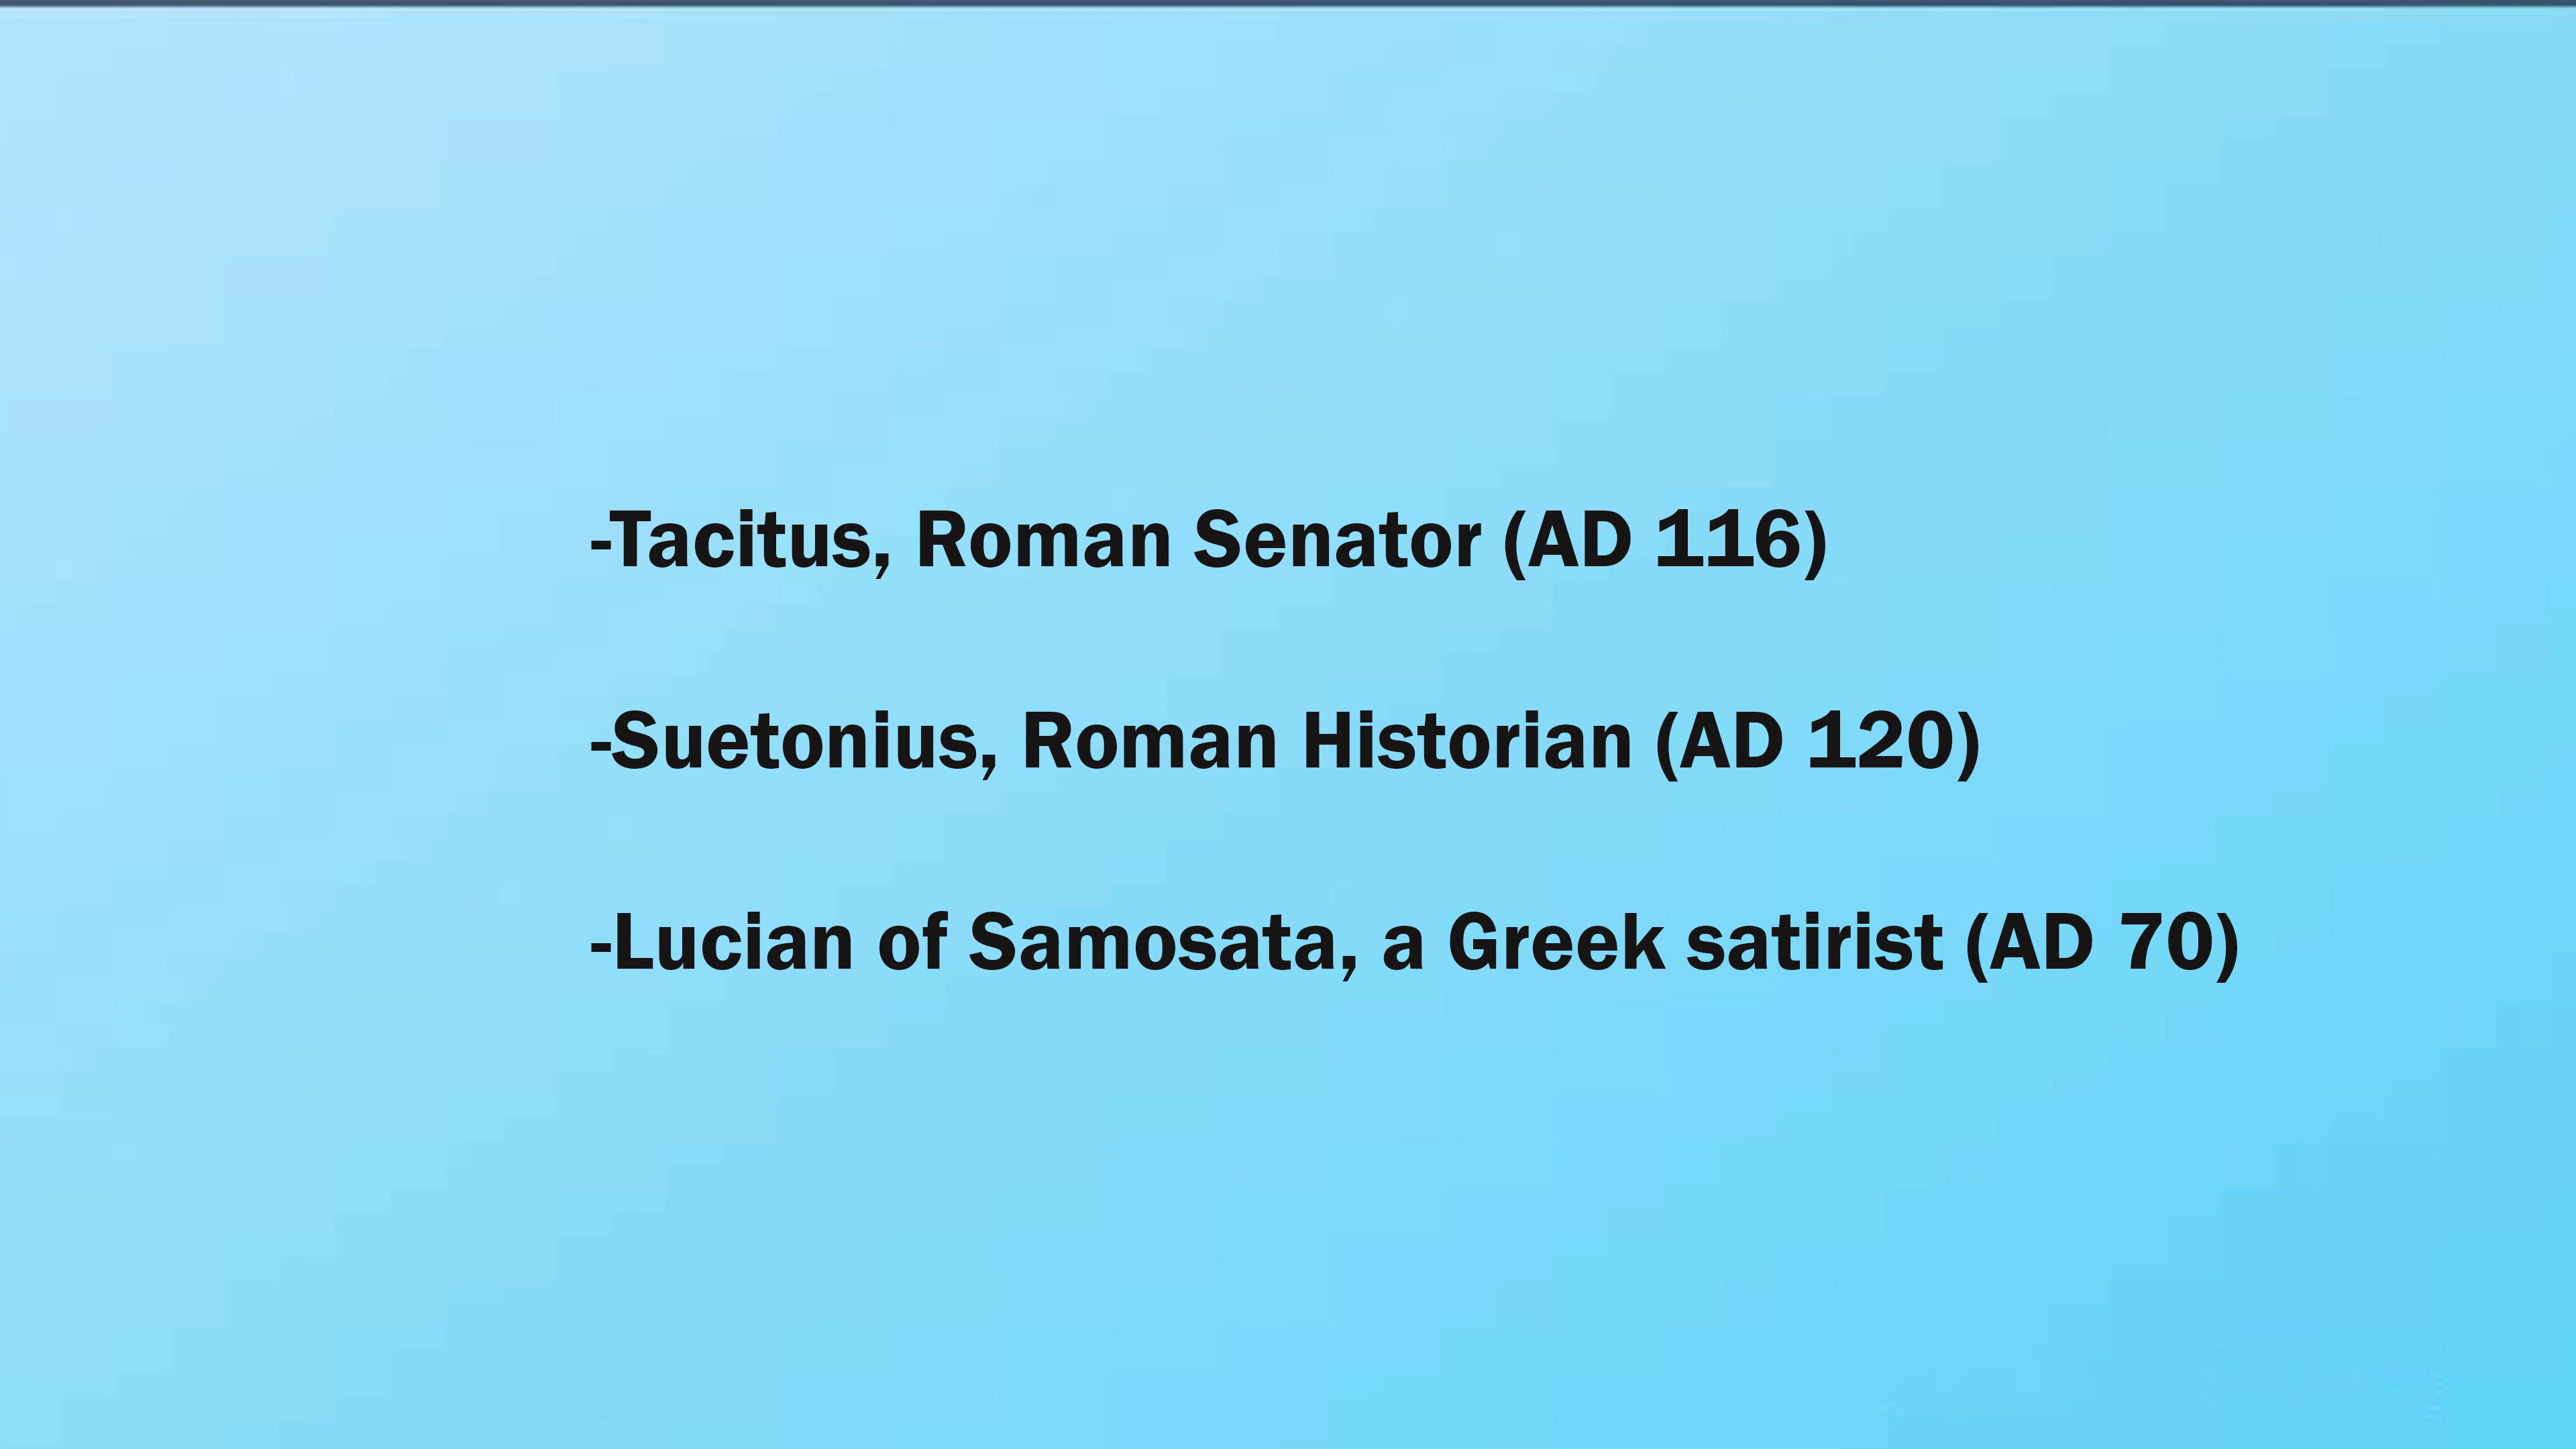 -Tacitus, Roman Senator (AD 116)
-Suetonius, Roman Historian (AD 120)
-Lucian of Samosata, a Greek satirist (AD 70)